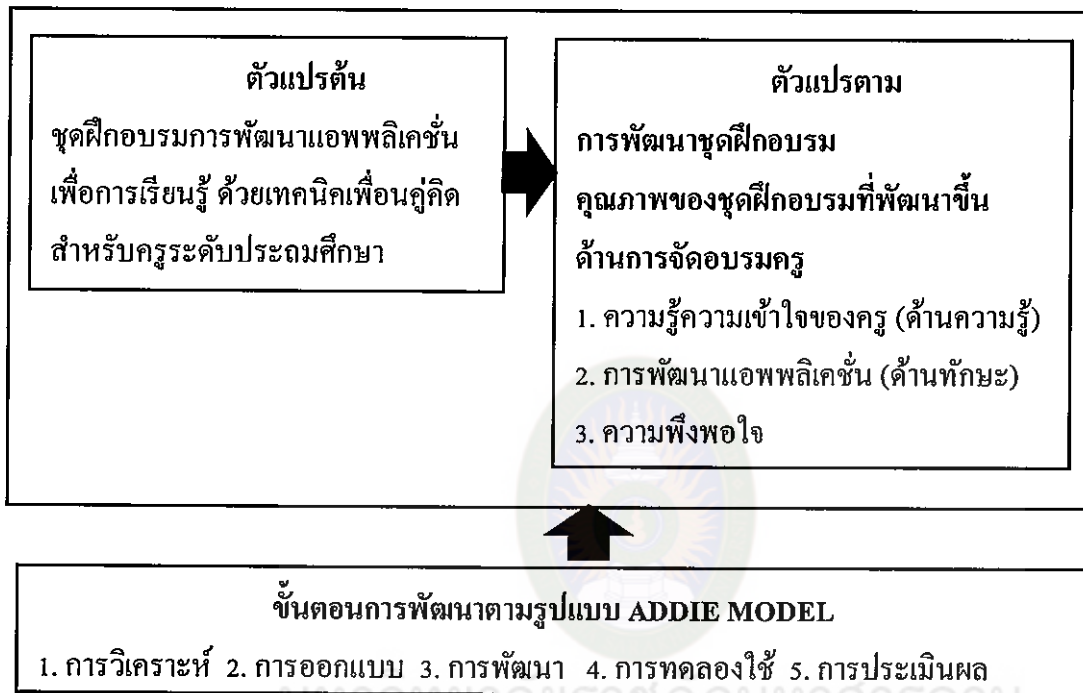 ตัวแปรต้น
ชุดฝึกอบรมการพัฒนาแอพพลิเคชั่น
เพื่อการเรียนรู้ ด้วยเทคนิคเพื่อนคู่คิด
สำหรับครูระดับประถมศึกษา
ตัวแปรตาม
การพัฒนาชุดฝึกอบรม
คุณภาพของชุดฝึกอบรมที่พัฒนาขึ้น
ด้านการจัดอบรมครู
1. ความรู้ความเข้าใจของครู (ด้านความรู้)
2. การพัฒนาแอพพลิเคชั่น (ด้านทักษะ)
3. ความพึงพอใจ
ขั้นตอนการพัฒนาตามรูปแบบ ADDIE MODEL
1. การวิเคราะห์ 2. การออกแบบ 3. การพัฒนา 4. การทดลองใช้ 5. การประเมินผล